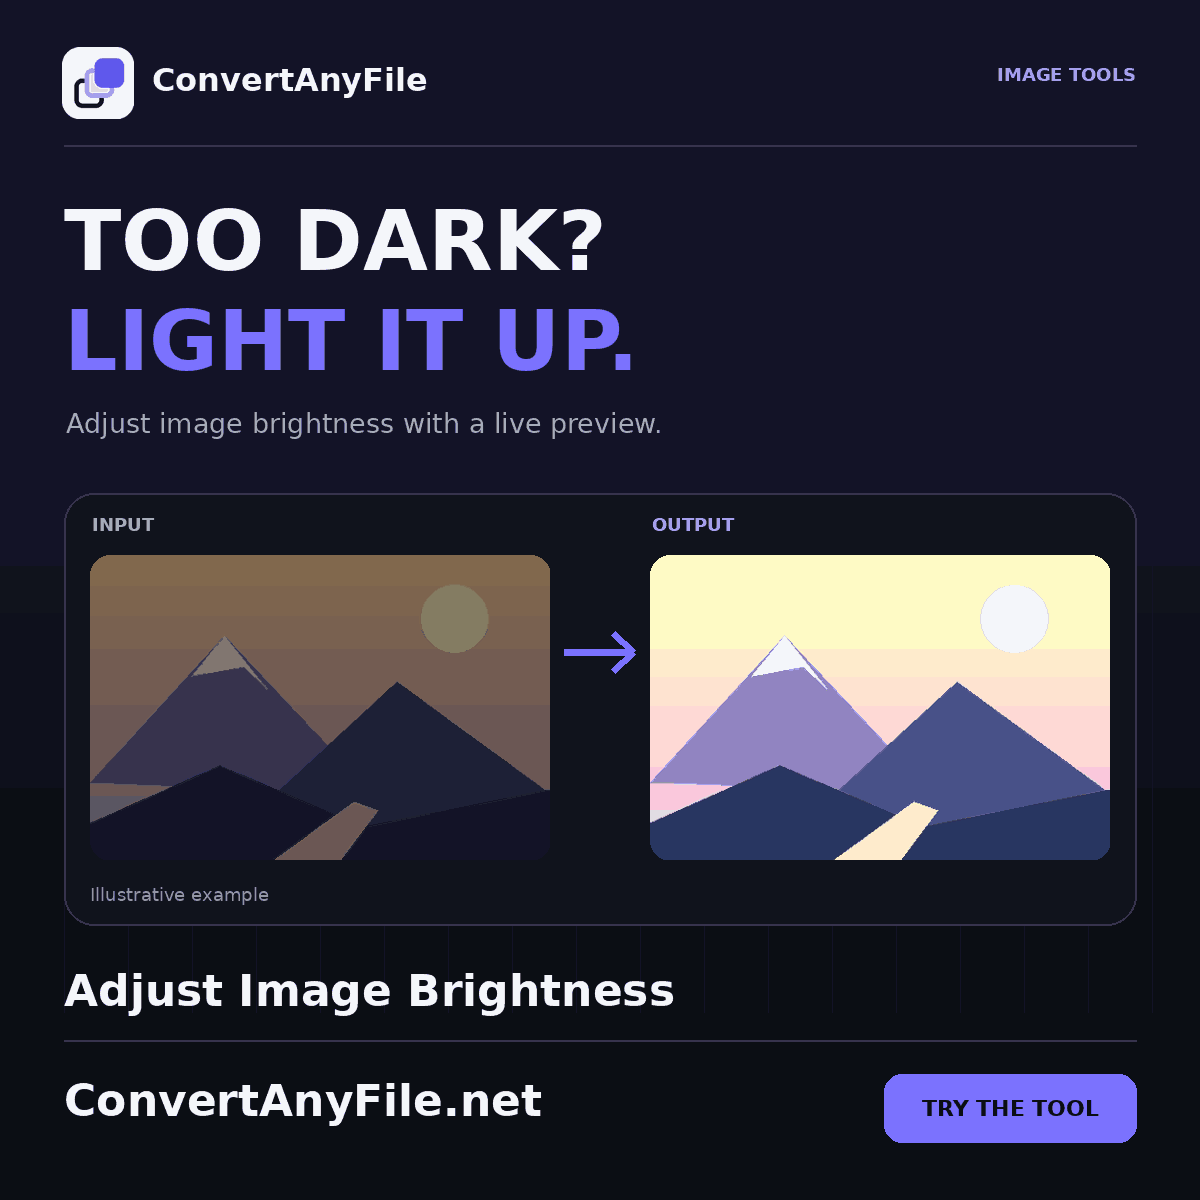 ConvertAnyFile
IMAGE TOOLS
TOO DARK?
LIGHT IT UP.
Adjust image brightness with a live preview.
INPUT
OUTPUT
Illustrative example
Adjust Image Brightness
ConvertAnyFile.net
TRY THE TOOL